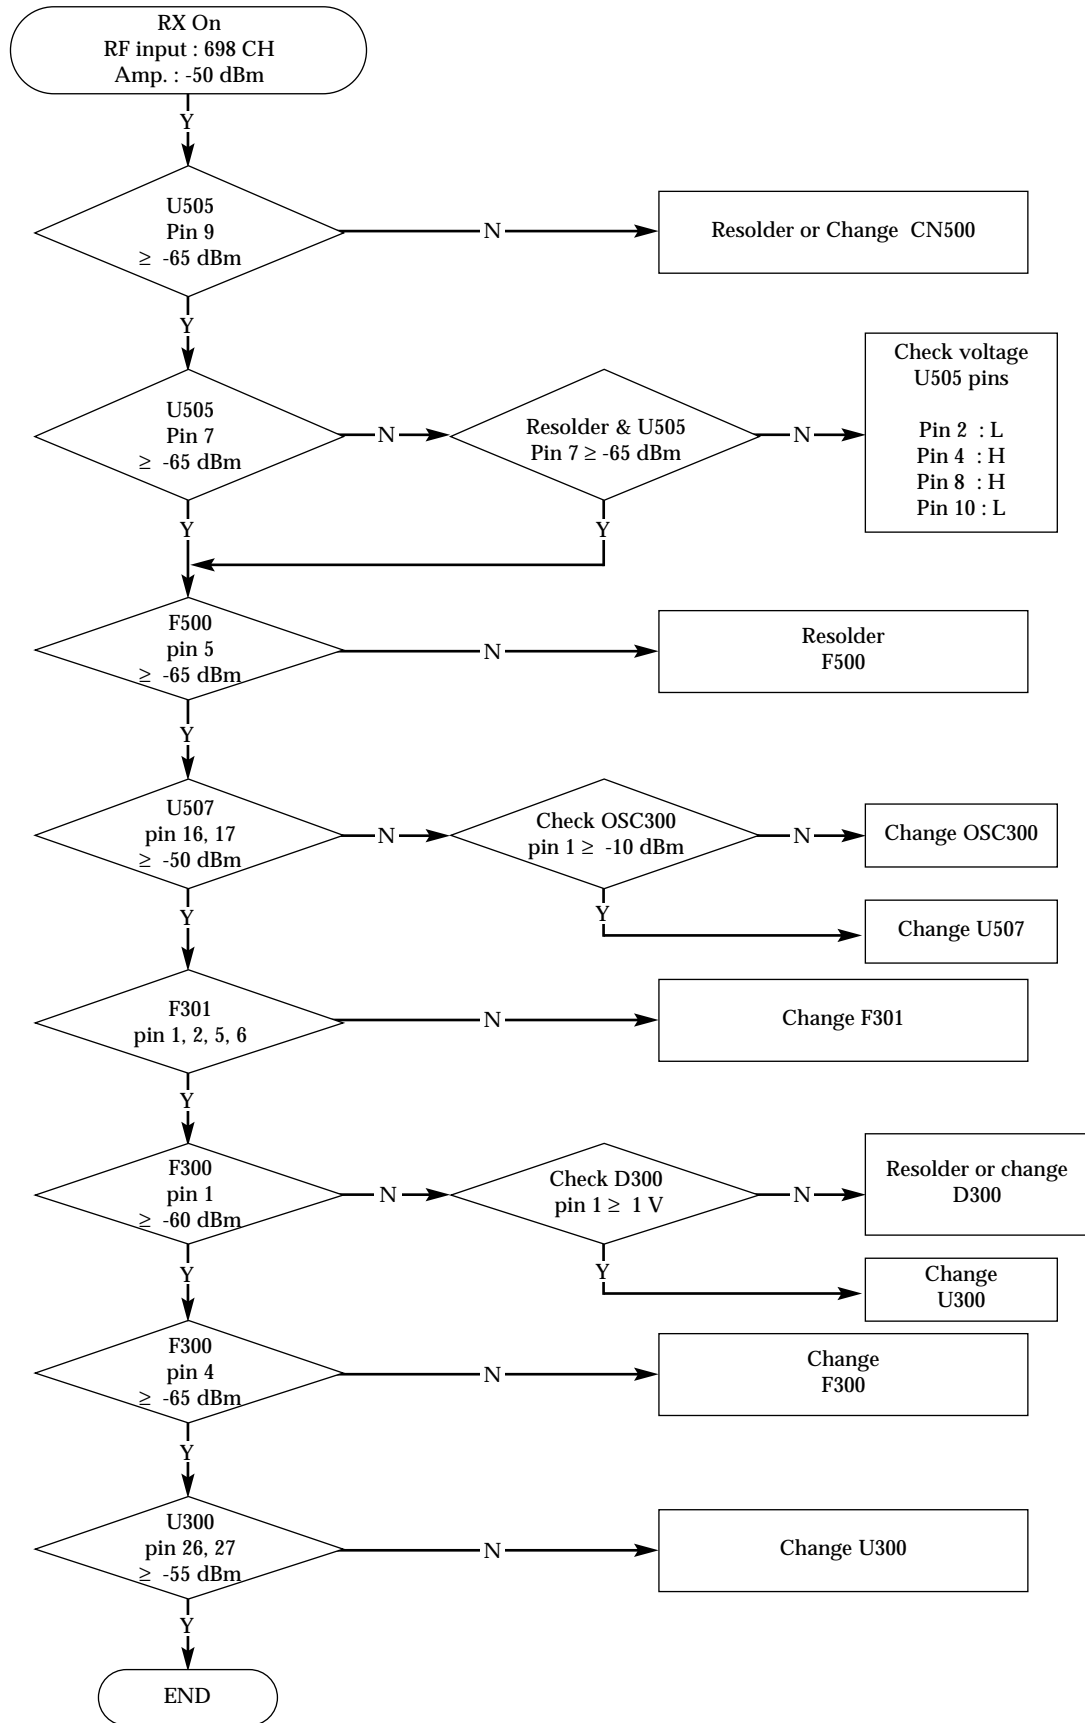 RX On
RF input : 698 CH
Amp. : -50 dBm
Y
U505
Pin 9
≥ -65 dBm
N
Resolder or Change CN500
Y
U505
Pin 7
≥ -65 dBm
N
Resolder & U505
Pin 7 ≥ -65 dBm
N
Check voltage
U505 pins
Pin 2 : L
Pin 4 : H
Pin 8 : H
Pin 10 : L
Y
Y
F500
pin 5
≥ -65 dBm
N
Resolder
F500
Y
U507
pin 16, 17
≥ -50 dBm
N
Check OSC300
pin 1 ≥ -10 dBm
N
Change OSC300
Y
Change U507
Y
F301
pin 1, 2, 5, 6
N
Change F301
Y
F300
pin 1
≥ -60 dBm
N
Check D300
pin 1 ≥ 1 V
N
Resolder or change
D300
Y
Change
U300
Y
F300
pin 4
≥ -65 dBm
N
Change
F300
Y
U300
pin 26, 27
≥ -55 dBm
N
Change U300
Y
END